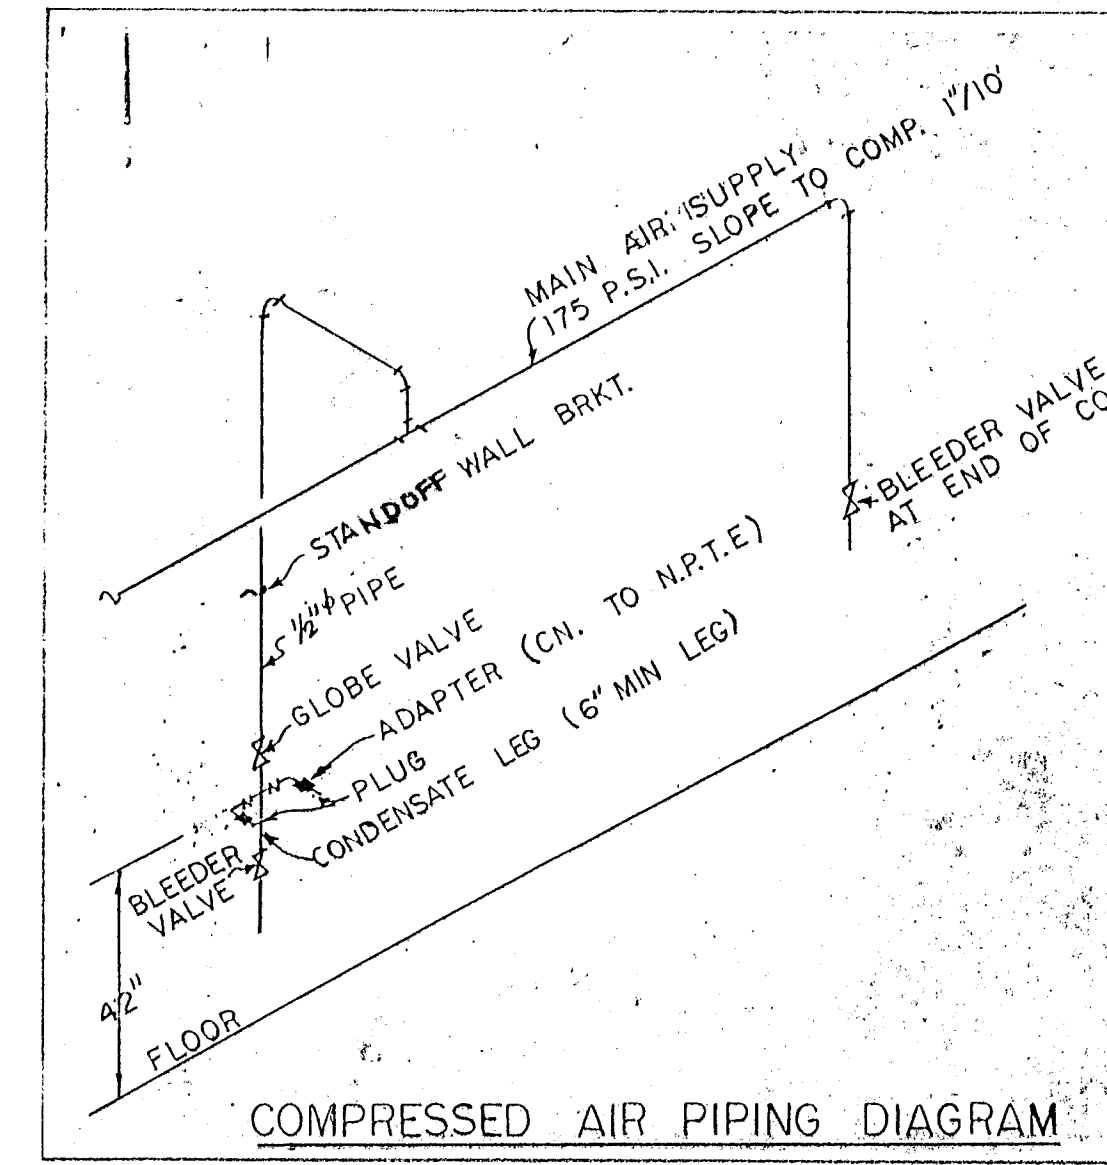 MAIN AIR SUPPLY
175 P.S.I. SLOPE TO COMP. 1"/10'
STANDOFF WALL BRKT.
1/2"ϕ PIPE
BLEEDER VALVE
AT END OF
GLOBE VALVE
ADAPTER (CN. TO N.P.T.E)
PLUG
CONDENSATE LEG (6" MIN LEG)
BLEEDER
VALVE
42"
FLOOR
COMPRESSED AIR PIPING DIAGRAM